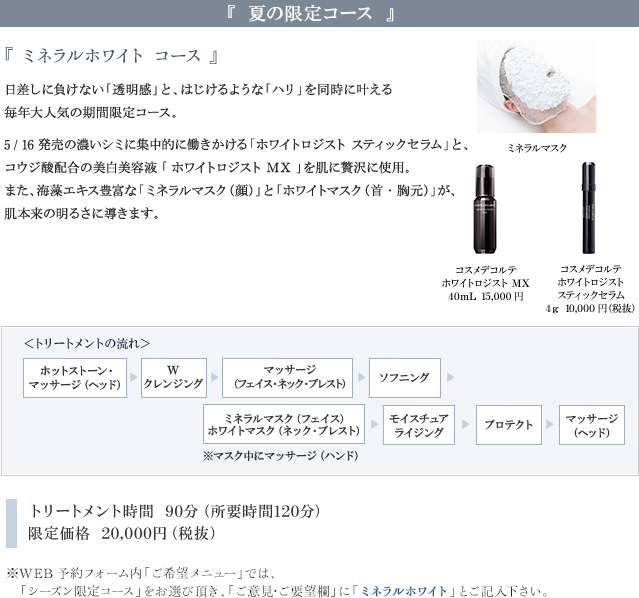 『 夏の限定コース 』
『 ミネラルホワイト コース 』
日差しに負けない「透明感」と、はじけるような「ハリ」を同時に叶える
毎年大人気の期間限定コース。
5 / 16 発売の濃いシミに集中的に働きかける「ホワイトロジスト スティックセラム」と、
コウジ酸配合の美白美容液「 ホワイトロジスト MX 」を肌に贅沢に使用。
また、海藻エキス豊富な「ミネラルマスク（顔）」と「ホワイトマスク（首・胸元）」が、
肌本来の明るさに導きます。
ミネラルマスク
コスメデコルテ
ホワイトロジスト MX
40mL 15,000 円
コスメデコルテ
ホワイトロジスト
スティックセラム
4ｇ 10,000 円（税抜）
＜トリートメントの流れ＞
ホットストーン・
マッサージ（ヘッド）
W
クレンジング
マッサージ
（フェイス・ネック・ブレスト）
ソフニング
ミネラルマスク（フェイス）
ホワイトマスク（ネック・ブレスト）
モイスチュア
ライジング
プロテクト
マッサージ
（ヘッド）
※マスク中にマッサージ（ハンド）
トリートメント時間 90分（所要時間120分）
限定価格 20,000円（税抜）
※WEB 予約フォーム内「ご希望メニュー」では、
「シーズン限定コース」をお選び頂き、「ご意見・ご要望欄」に「ミネラルホワイト」とご記入下さい。